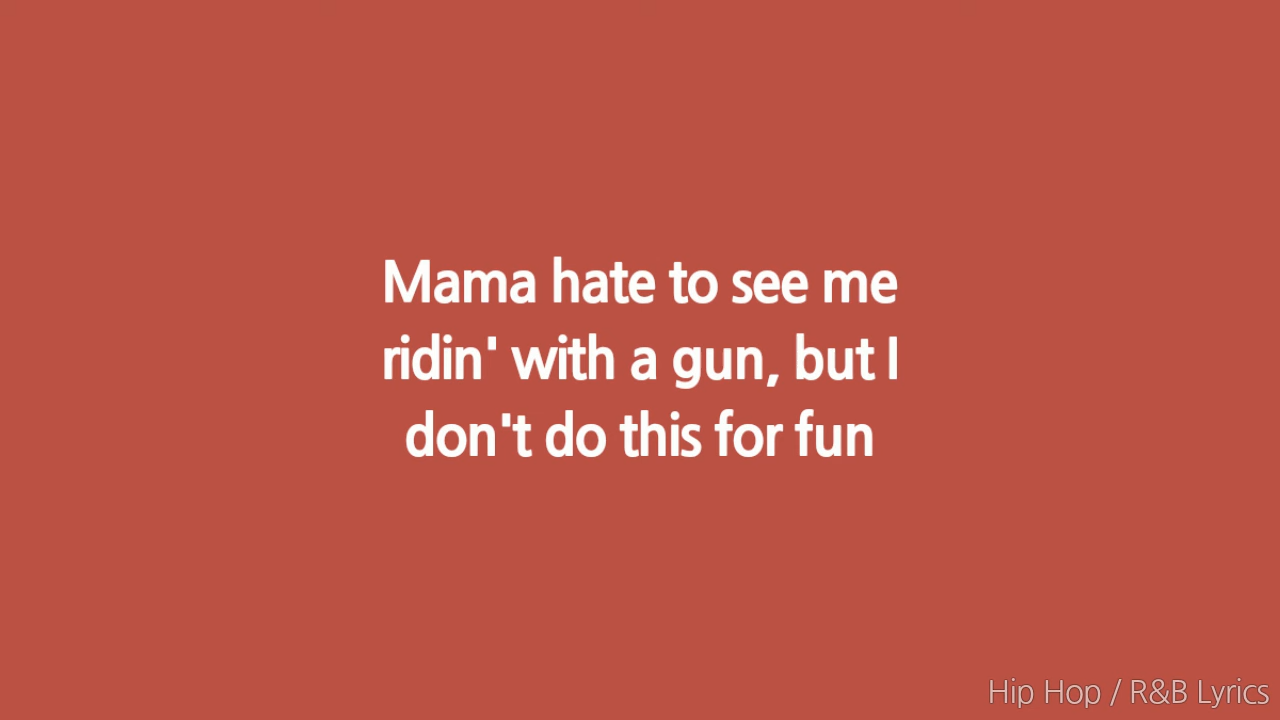 Mama hate to see me
ridin' with a gun, but I
don't do this for fun
Hip Hop / R&B Lyrics